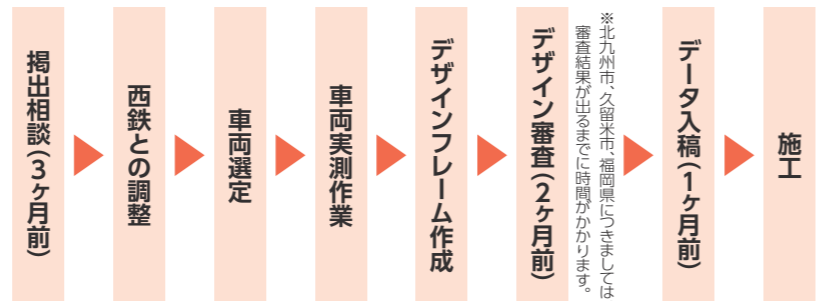 掲出相談(3ヶ月前)
西鉄との調整
車両選定
車両実測作業
デザインフレーム作成
デザイン審査(2ヶ月前)
※北九州市、久留米市、福岡県につきましては
審査結果が出るまでに時間がかかります。
データ入稿(1ヶ月前)
施工